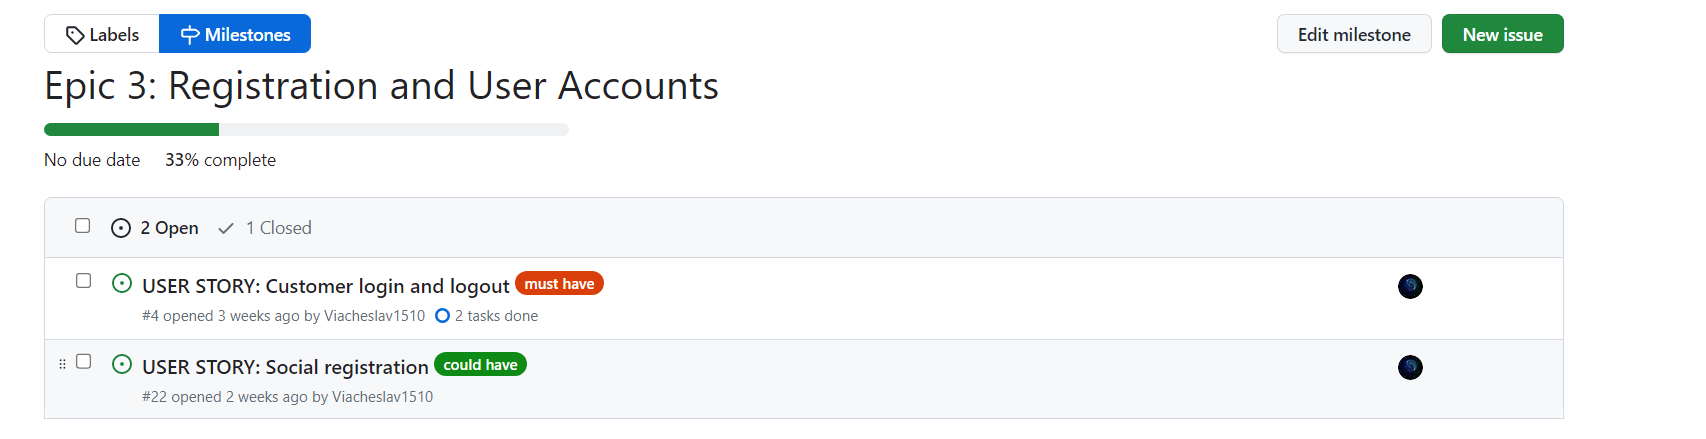 Labels Milestones Edit milestone New issue
Epic 3: Registration and User Accounts
No due date 33% complete
2 Open 1 Closed
USER STORY: Customer login and logout must have
#4 opened 3 weeks ago by Viacheslav1510 2 tasks done
USER STORY: Social registration could have
#22 opened 2 weeks ago by Viacheslav1510